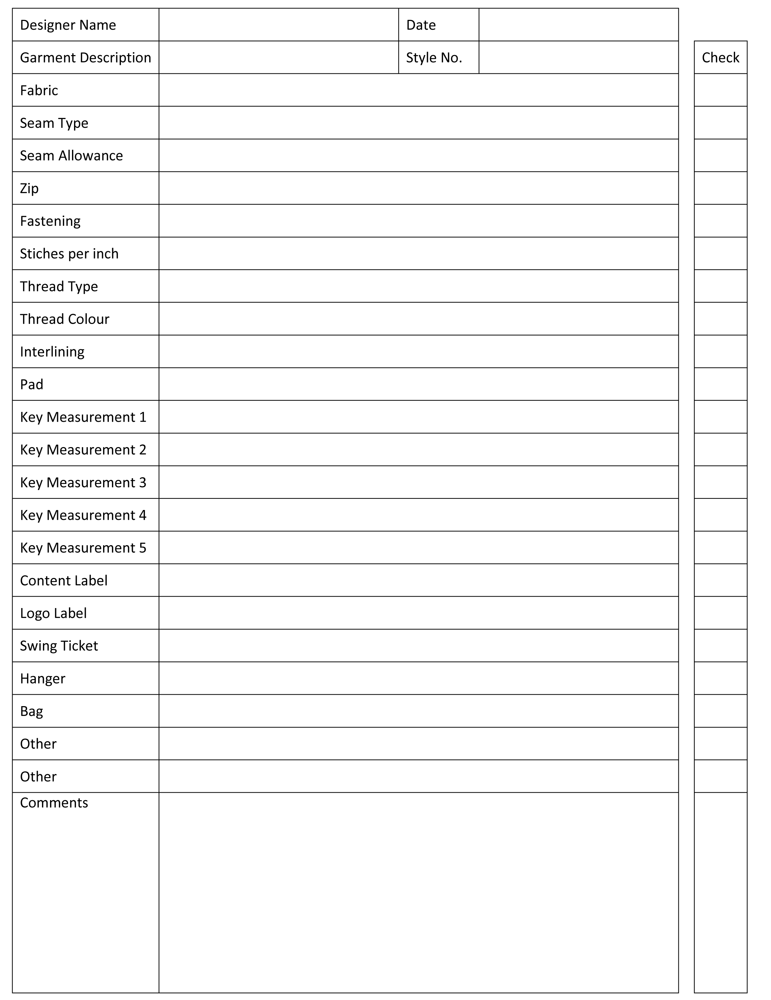 Designer Name Date
Garment Description Style No. Check
Fabric
Seam Type
Seam Allowance
Zip
Fastening
Stiches per inch
Thread Type
Thread Colour
Interlining
Pad
Key Measurement 1
Key Measurement 2
Key Measurement 3
Key Measurement 4
Key Measurement 5
Content Label
Logo Label
Swing Ticket
Hanger
Bag
Other
Other
Comments